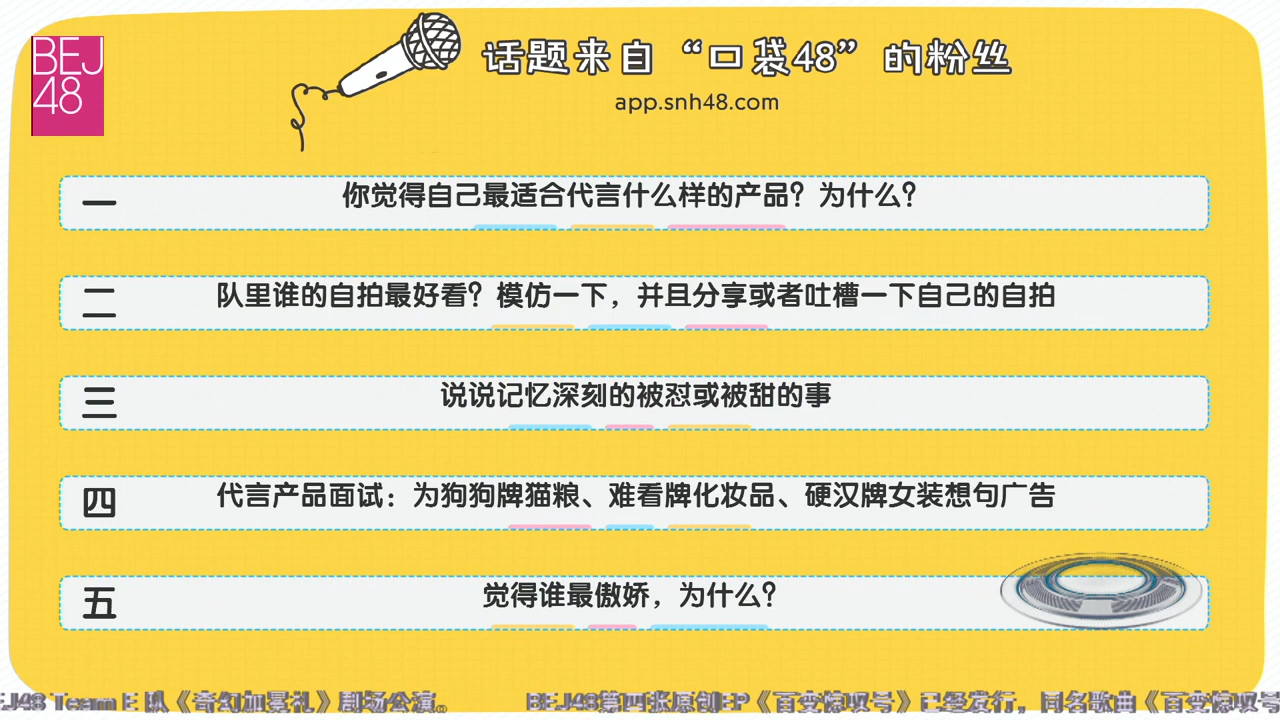 BEJ
48
话题来自“口袋48”的粉丝
app.snh48.com
一 你觉得自己最适合代言什么样的产品？为什么？
二 队里谁的自拍最好看？模仿一下，并且分享或者吐槽一下自己的自拍
三 说说记忆深刻的被怼或被甜的事
四 代言产品面试：为狗狗牌猫粮、难看牌化妆品、硬汉牌女装想句广告
五 觉得谁最傲娇，为什么？
EJ48 Team E 队《奇幻加冕礼》剧场公演。 BEJ48第四张原创EP《百变惊叹号》已经发行，同名歌曲《百变惊叹号